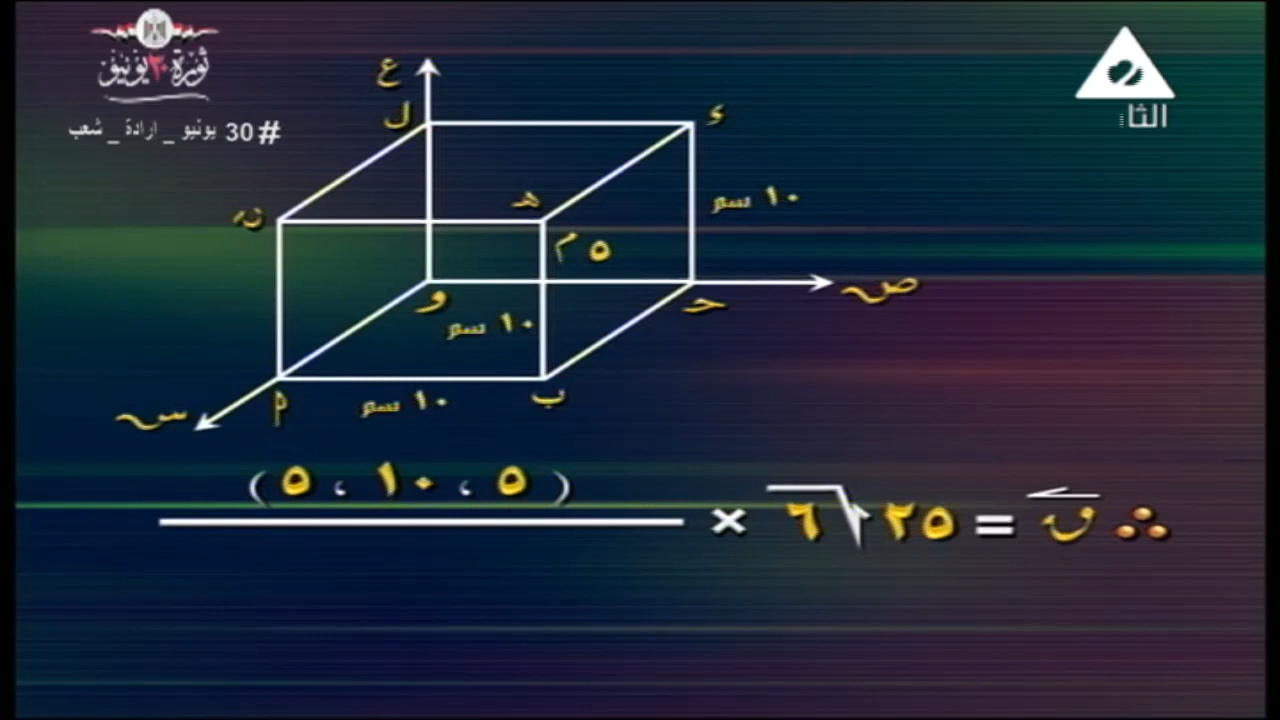 ثورة ٣٠ يونيو
#30 يونيو _ ارادة _ شعب
الثا
ع
ل
ء
ن
هـ
١٠ سم
م ٥
و
حـ
ص
١٠ سم
س
م
١٠ سم
ب
∴ ق = ٢٥ √٦ × (٥ ، ١٠ ، ٥)